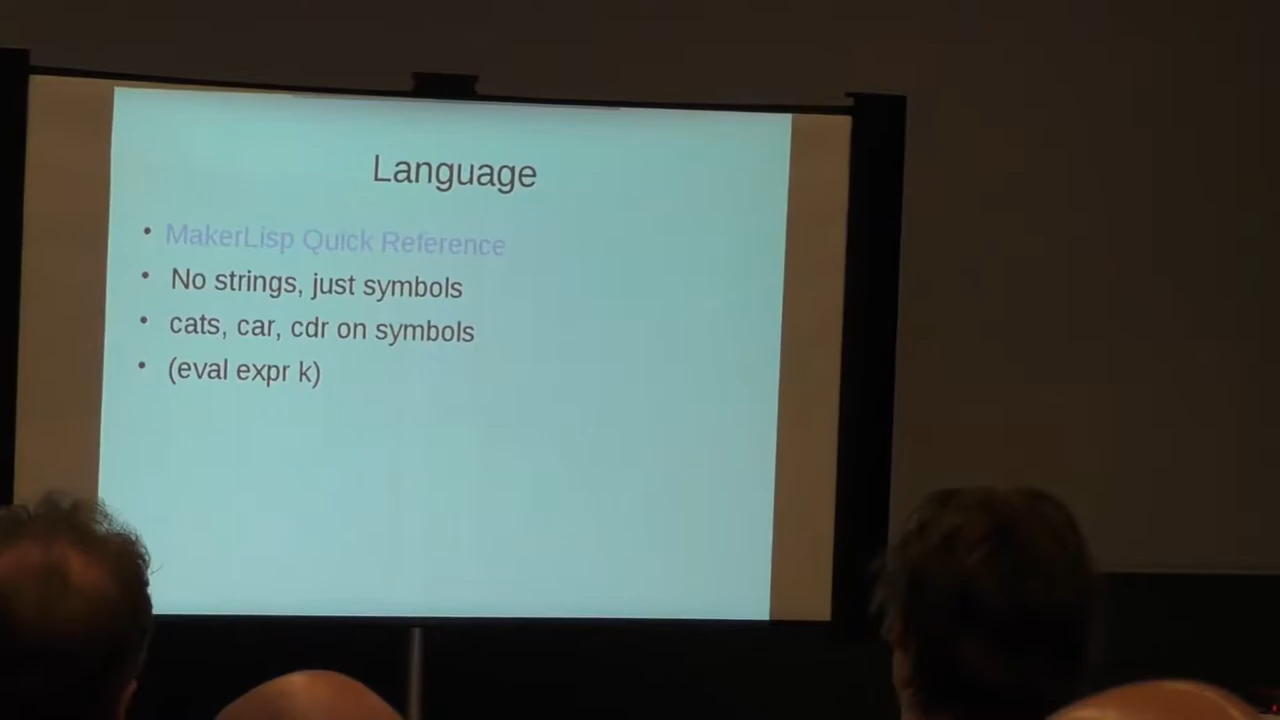 Language
• MakerLisp Quick Reference
• No strings, just symbols
• cats, car, cdr on symbols
• (eval expr k)